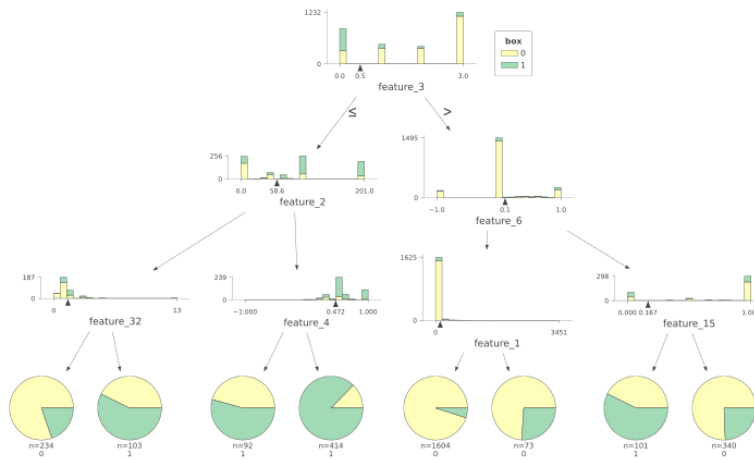 1232
0
0.0 0.5 3.0
feature_3
box
0
1
≤ >
256
0
0.0 58.6 201.0
feature_2
1495
0
−1.0 0.1 1.0
feature_6
187
0
0 13
feature_32
239
0
−1.000 0.472 1.000
feature_4
1625
0
0 3451
feature_1
298
0
0.000 0.167
feature_15
n=234
0
n=103
1
n=92
1
n=414
1
n=1604
0
n=73
0
n=101
1
n=340
0